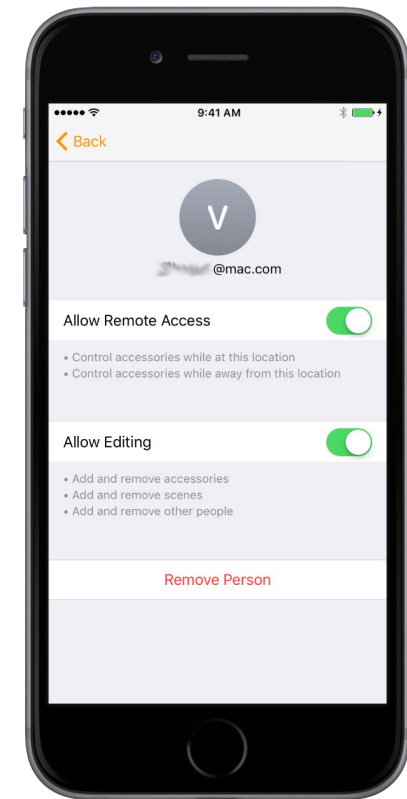 9:41 AM
Back
V
@mac.com
Allow Remote Access
• Control accessories while at this location
• Control accessories while away from this location
Allow Editing
• Add and remove accessories
• Add and remove scenes
• Add and remove other people
Remove Person